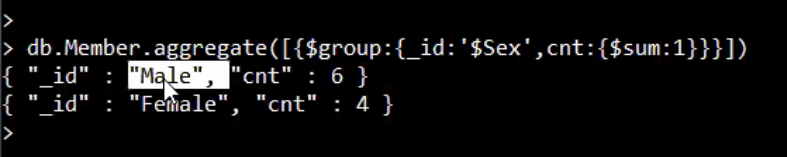 >
> db.Member.aggregate([{$group:{_id:'$Sex',cnt:{$sum:1}}}])
{ "_id" : "Male", "cnt" : 6 }
{ "_id" : "Female", "cnt" : 4 }
>